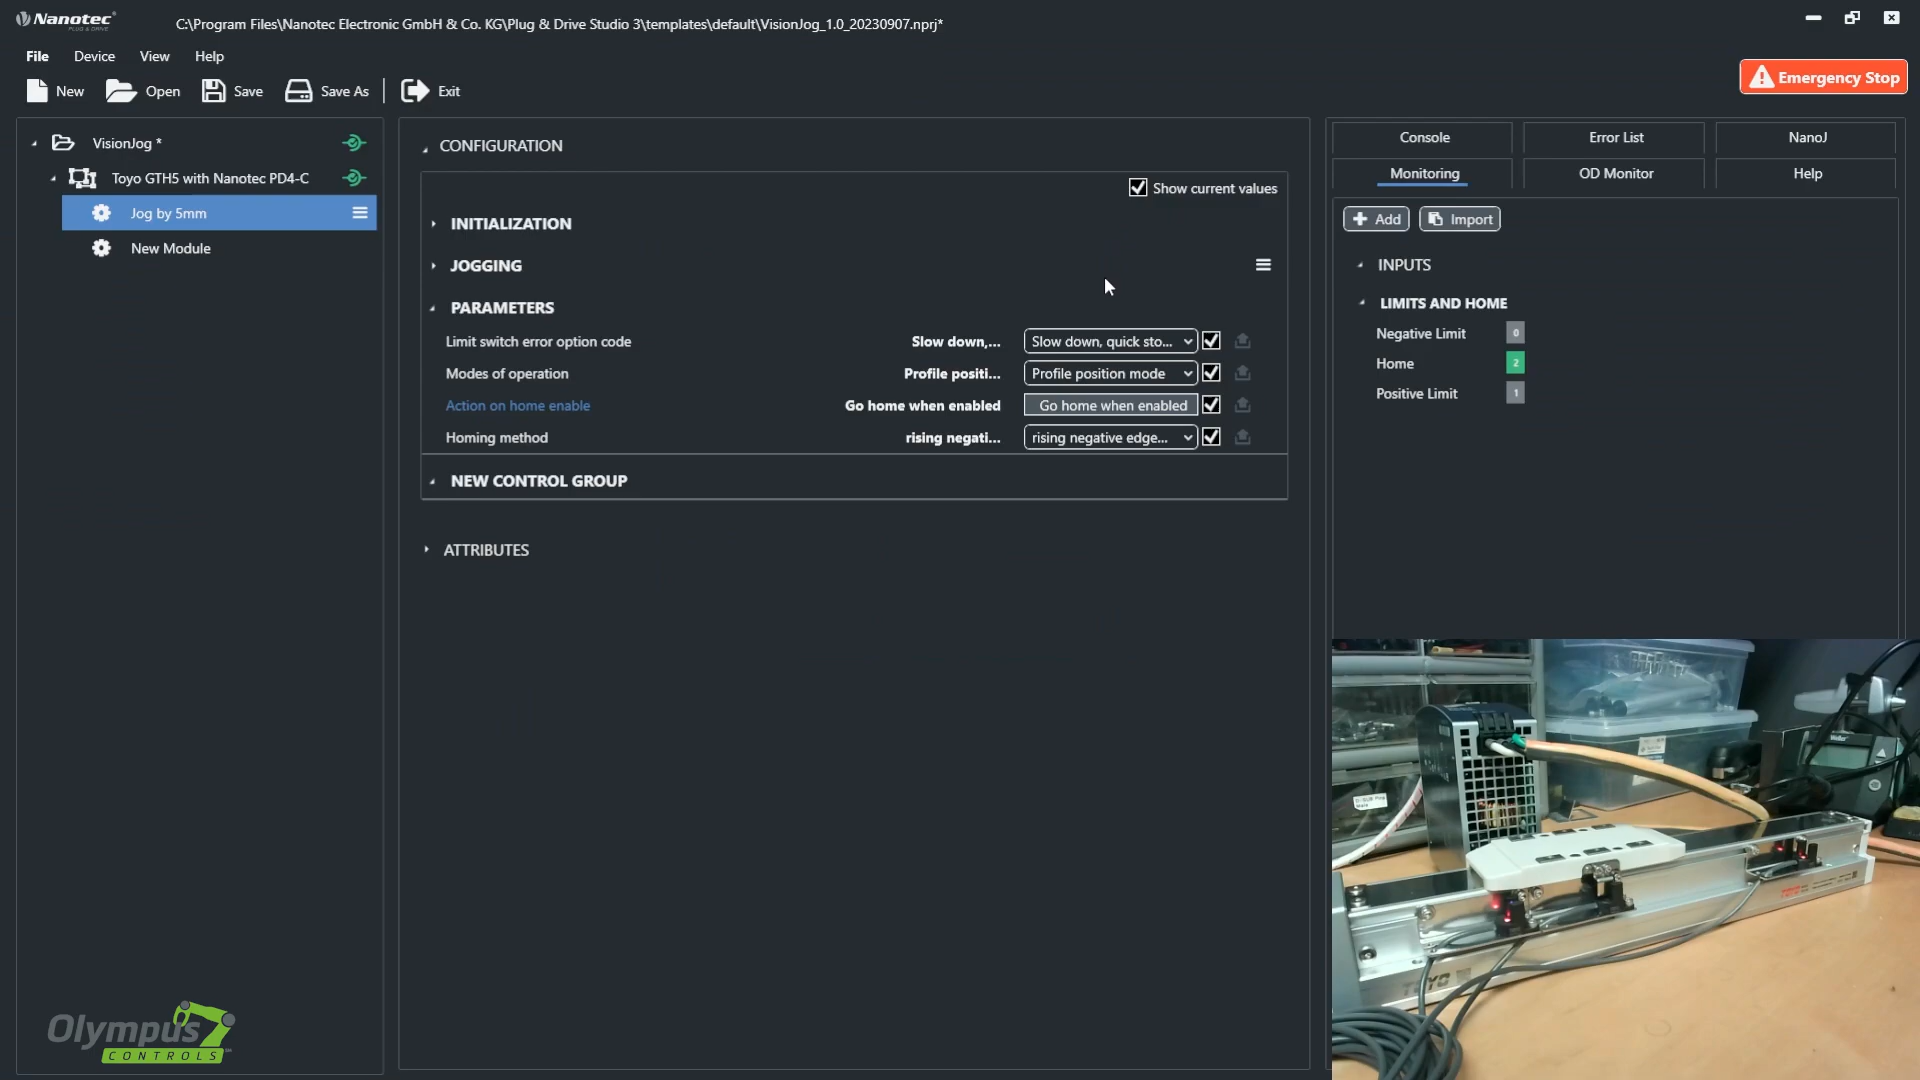 Nanotec
PLUG & DRIVE
C:\Program Files\Nanotec Electronic GmbH & Co. KG\Plug & Drive Studio 3\templates\default\VisionJog_1.0_20230907.nprj*
File Device View Help
New Open Save Save As Exit
Emergency Stop
VisionJog *
Toyo GTH5 with Nanotec PD4-C
Jog by 5mm
New Module
CONFIGURATION
Show current values
INITIALIZATION
JOGGING
PARAMETERS
Limit switch error option code Slow down,... Slow down, quick sto...
Modes of operation Profile positi... Profile position mode
Action on home enable Go home when enabled Go home when enabled
Homing method rising negati... rising negative edge...
NEW CONTROL GROUP
ATTRIBUTES
Console Error List NanoJ
Monitoring OD Monitor Help
Add Import
INPUTS
LIMITS AND HOME
Negative Limit 0
Home 2
Positive Limit 1
TOYO
Olympus
CONTROLS